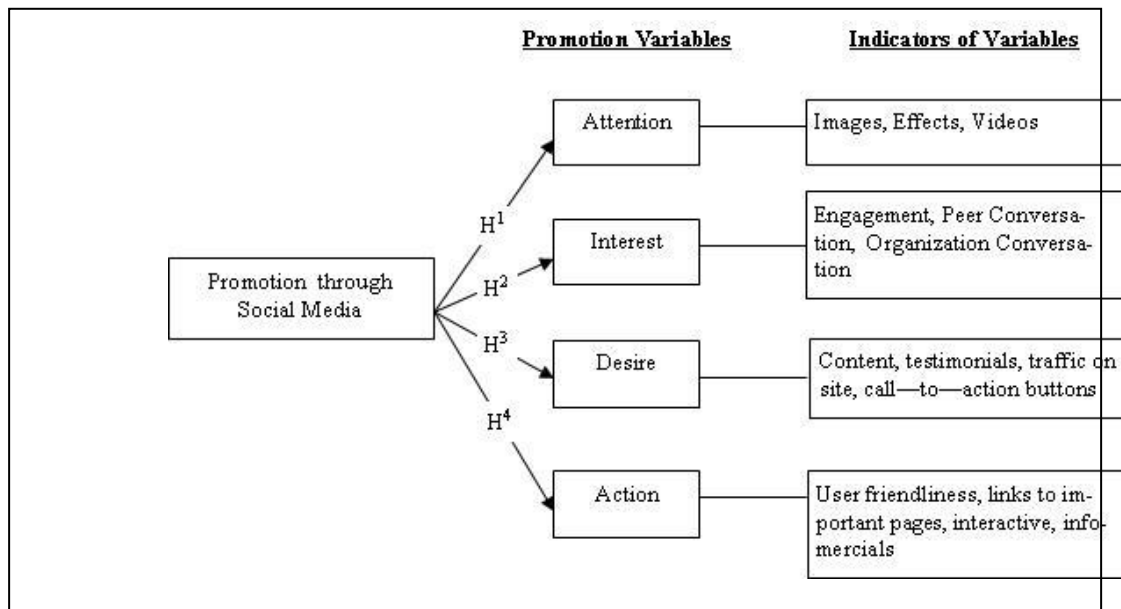 Promotion Variables
Indicators of Variables
Attention
Images, Effects, Videos
H1
Interest
Engagement, Peer Conversa-
tion, Organization Conversa-
tion
Promotion through
Social Media
H2
H3
Desire
Content, testimonials, traffic on
site, call—to—action buttons
H4
Action
User friendliness, links to im-
portant pages, interactive, info-
mercials